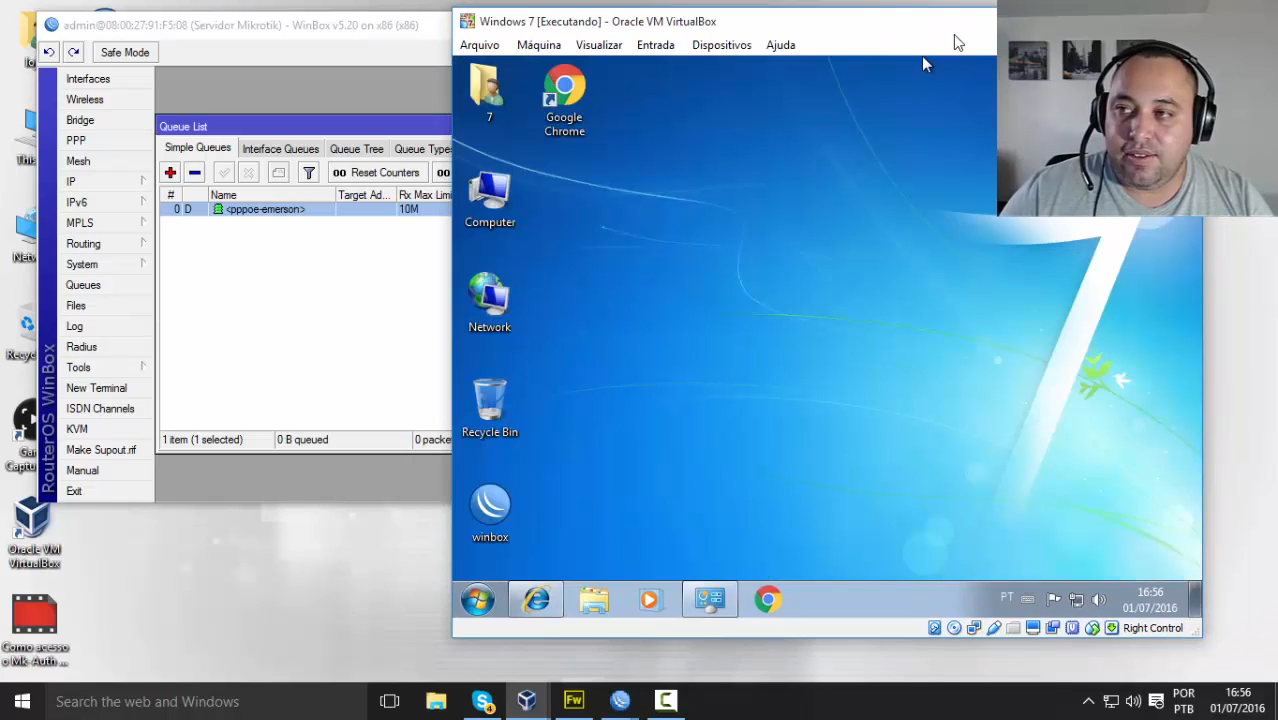 admin@08:00:27:91:F5:08 (Servidor Mikrotik) - WinBox v5.20 on x86 (x86)
Safe Mode
Interfaces
Wireless
Bridge
PPP
Mesh
IP
IPv6
MPLS
Routing
System
Queues
Files
Log
Radius
Tools
New Terminal
ISDN Channels
KVM
Make Supout.rif
Manual
Exit
RouterOS WinBox
Queue List
Simple Queues
Interface Queues
Queue Tree
Queue Types
00 Reset Counters
00
# Name Target Ad... Rx Max Limi
0 D <pppoe-emerson> 10M
1 item (1 selected)
0 B queued
0 packe
Windows 7 [Executando] - Oracle VM VirtualBox
Arquivo Máquina Visualizar Entrada Dispositivos Ajuda
7
Google
Chrome
Computer
Network
Recycle Bin
winbox
PT
16:56
01/07/2016
Right Control
Oracle VM
VirtualBox
Como acesso
o Mk-Auth ...
Search the web and Windows
Fw
POR
PTB
16:56
01/07/2016